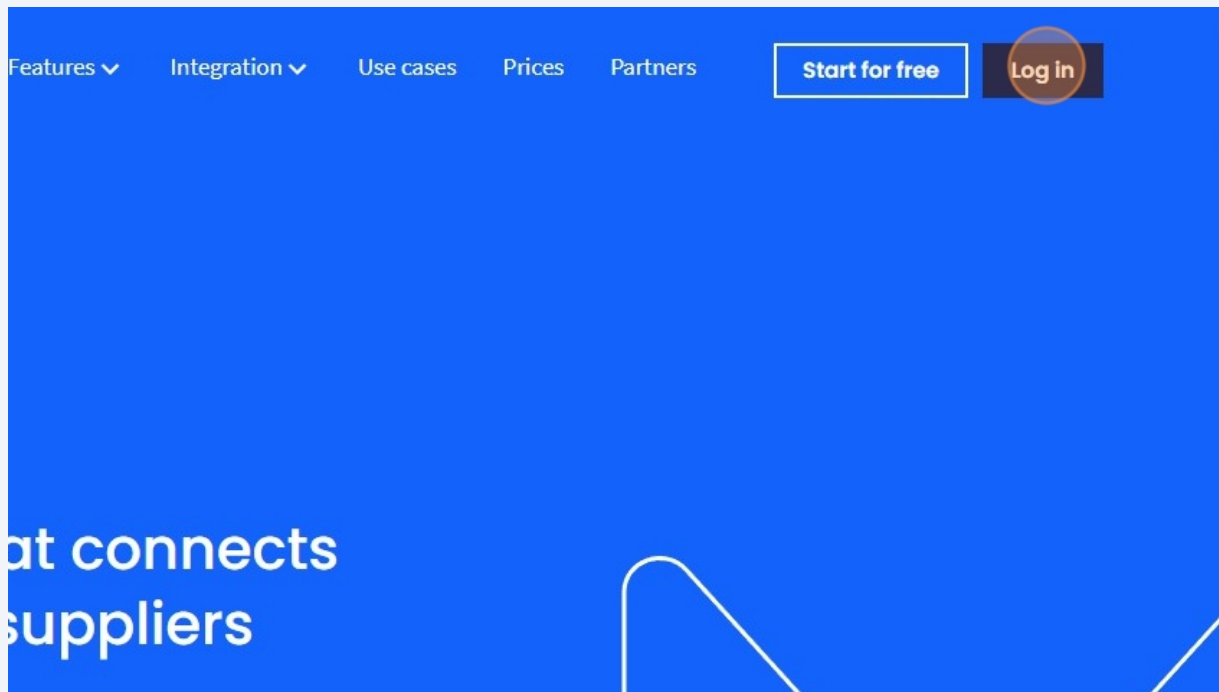 Features Integration Use cases Prices Partners Start for free Log in
at connects
suppliers